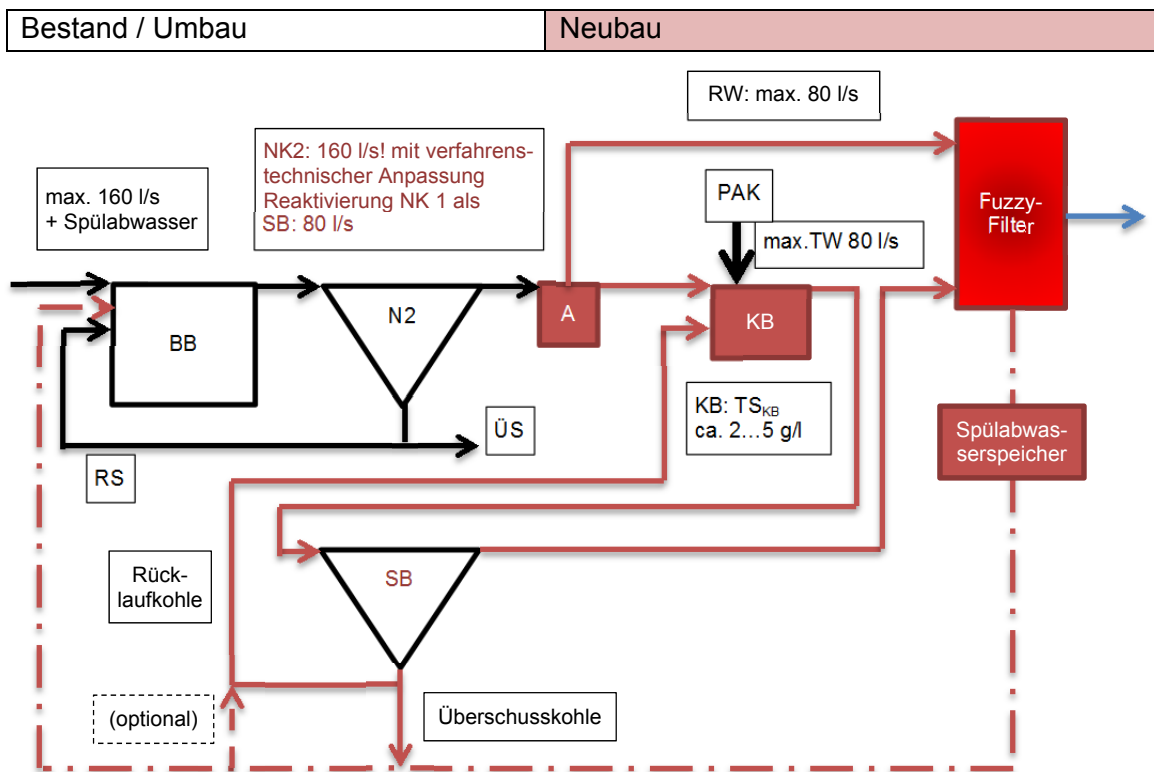 Bestand / Umbau
Neubau
RW: max. 80 l/s
max. 160 l/s
+ Spülabwasser
NK2: 160 l/s! mit verfahrens-
technischer Anpassung
Reaktivierung NK 1 als
SB: 80 l/s
PAK
max.TW 80 l/s
Fuzzy-
Filter
BB
N2
A
KB
KB: TSKB
ca. 2...5 g/l
ÜS
RS
Spülabwas-
serspeicher
Rück-
laufkohle
SB
(optional)
Überschusskohle